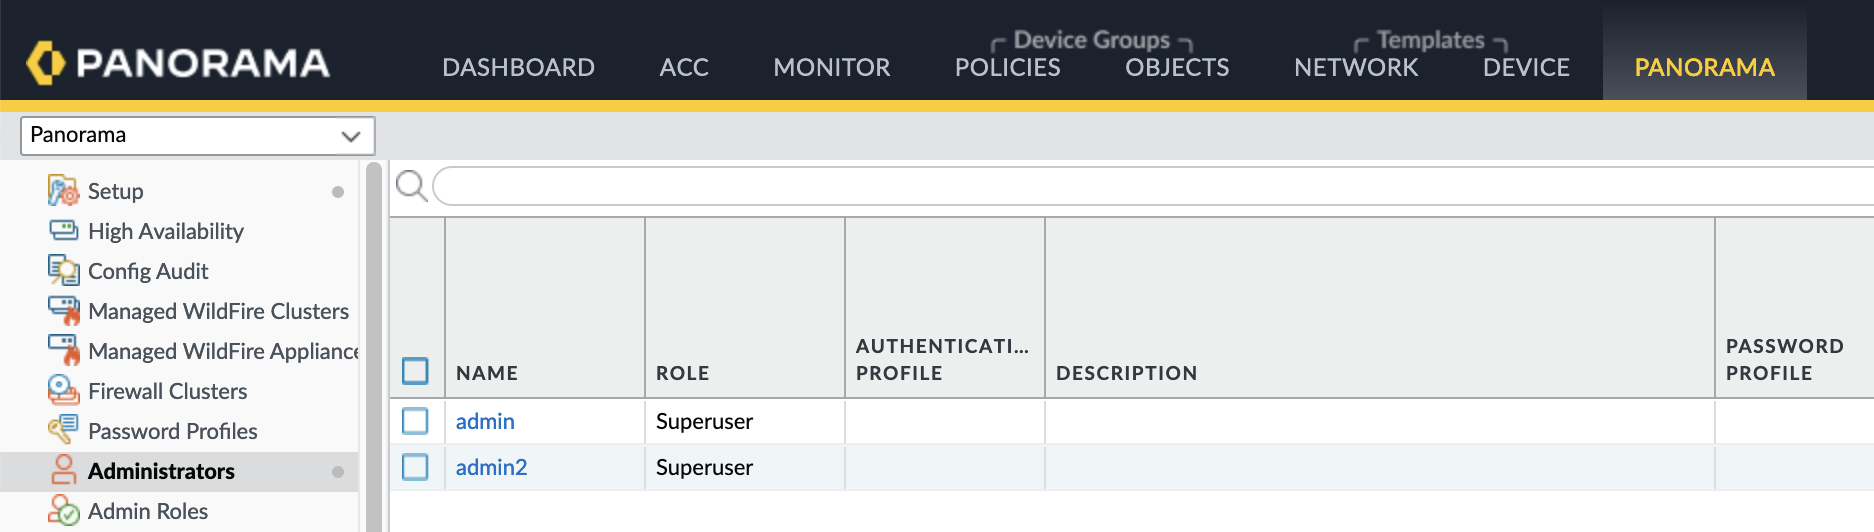 PANORAMA
Device Groups
Templates
DASHBOARD ACC MONITOR POLICIES OBJECTS NETWORK DEVICE PANORAMA
Panorama
Setup
High Availability
Config Audit
Managed WildFire Clusters
Managed WildFire Appliance
Firewall Clusters
Password Profiles
Administrators
Admin Roles
NAME
ROLE
AUTHENTICATI...
PROFILE
DESCRIPTION
PASSWORD
PROFILE
admin Superuser
admin2 Superuser